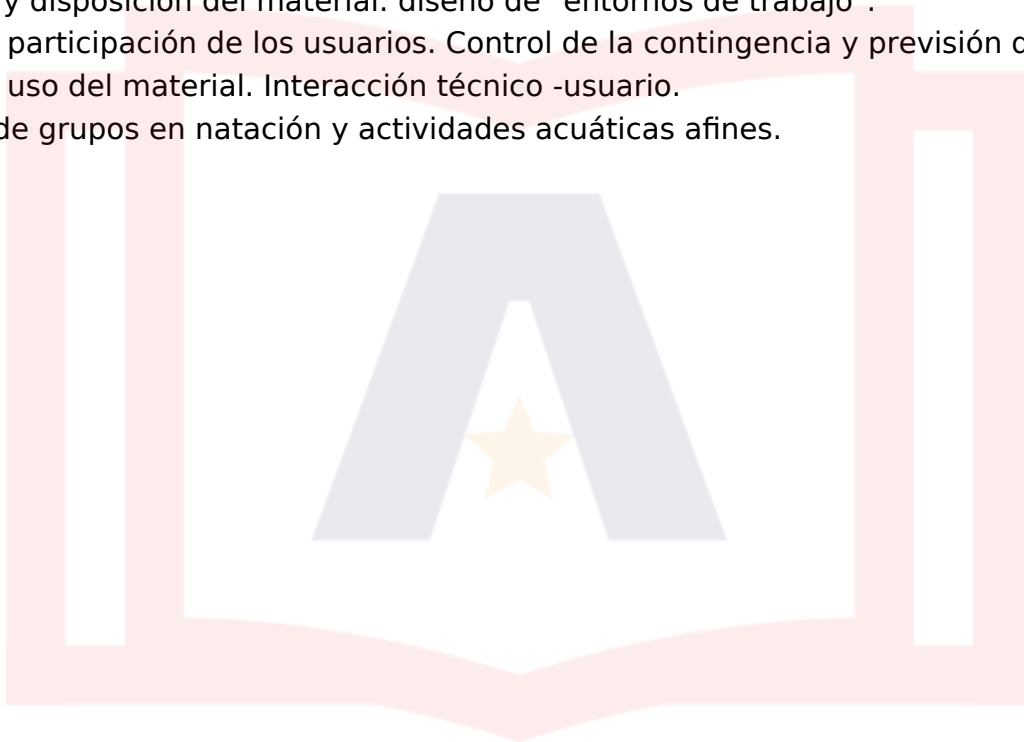 y disposición del material: diseño de "entornos de trabajo".
participación de los usuarios. Control de la contingencia y previsión
uso del material. Interacción técnico -usuario.
de grupos en natación y actividades acuáticas afines.